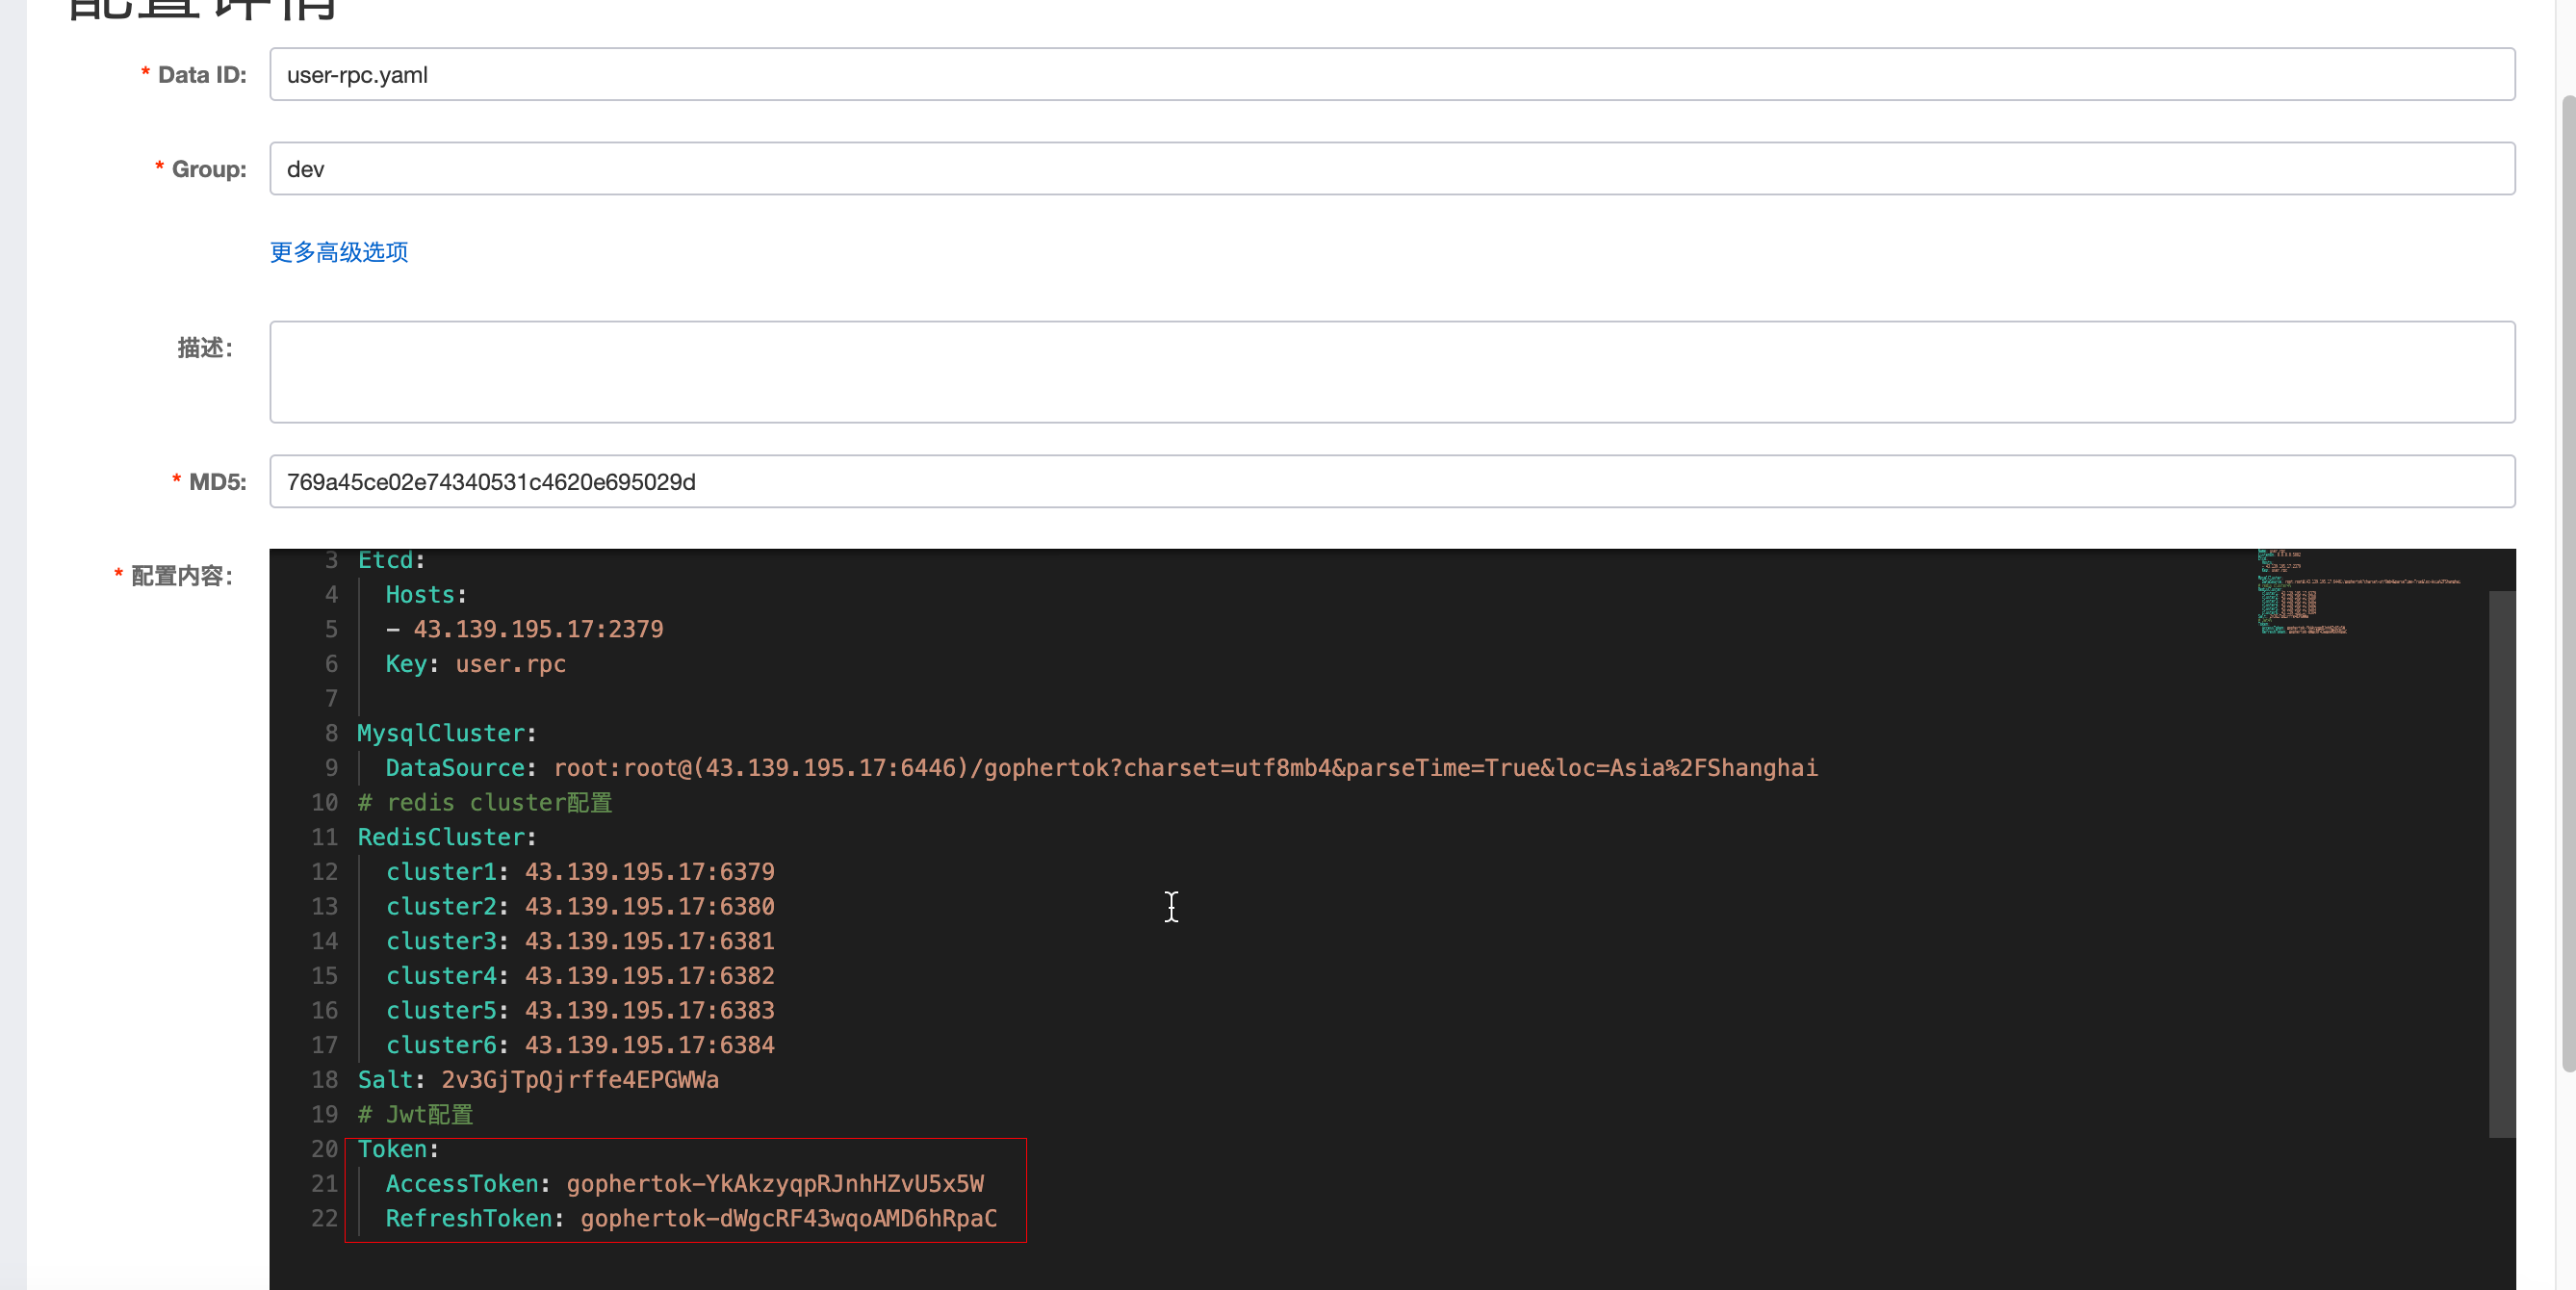 配置详情
* Data ID: user-rpc.yaml
* Group: dev
更多高级选项
描述:
* MD5: 769a45ce02e74340531c4620e695029d
* 配置内容:
3 Etcd:
4 Hosts:
5 - 43.139.195.17:2379
6 Key: user.rpc
7
8 MysqlCluster:
9 DataSource: root:root@(43.139.195.17:6446)/gophertok?charset=utf8mb4&parseTime=True&loc=Asia%2FShanghai
10 # redis cluster配置
11 RedisCluster:
12 cluster1: 43.139.195.17:6379
13 cluster2: 43.139.195.17:6380
14 cluster3: 43.139.195.17:6381
15 cluster4: 43.139.195.17:6382
16 cluster5: 43.139.195.17:6383
17 cluster6: 43.139.195.17:6384
18 Salt: 2v3GjTpQjrffe4EPGWWa
19 # Jwt配置
20 Token:
21 AccessToken: gophertok-YkAkzyqpRJnhHZvU5x5W
22 RefreshToken: gophertok-dWgcRF43wqoAMD6hRpaC